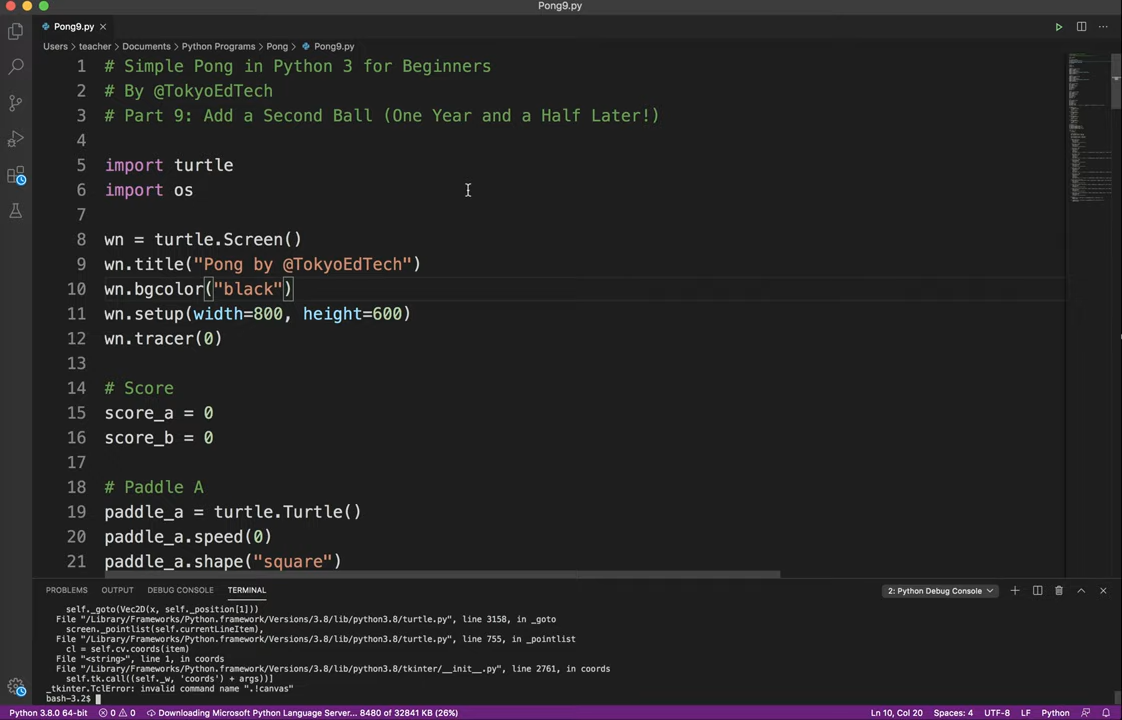 Pong9.py
Pong9.py
Users > teacher > Documents > Python Programs > Pong > Pong9.py
1 # Simple Pong in Python 3 for Beginners
2 # By @TokyoEdTech
3 # Part 9: Add a Second Ball (One Year and a Half Later!)
4
5 import turtle
6 import os
7
8 wn = turtle.Screen()
9 wn.title("Pong by @TokyoEdTech")
10 wn.bgcolor("black")
11 wn.setup(width=800, height=600)
12 wn.tracer(0)
13
14 # Score
15 score_a = 0
16 score_b = 0
17
18 # Paddle A
19 paddle_a = turtle.Turtle()
20 paddle_a.speed(0)
21 paddle_a.shape("square")
PROBLEMS OUTPUT DEBUG CONSOLE TERMINAL 2: Python Debug Console
self._goto(Vec2D(x, self._position[1]))
File "/Library/Frameworks/Python.framework/Versions/3.8/lib/python3.8/turtle.py", line 3158, in _goto
screen._pointlist(self.currentLineItem),
File "/Library/Frameworks/Python.framework/Versions/3.8/lib/python3.8/turtle.py", line 755, in _pointlist
cl = self.cv.coords(item)
File "<string>", line 1, in coords
File "/Library/Frameworks/Python.framework/Versions/3.8/lib/python3.8/tkinter/__init__.py", line 2761, in coords
self.tk.call((self._w, 'coords') + args))]
_tkinter.TclError: invalid command name ".!canvas"
bash-3.2$
Python 3.8.0 64-bit 0 0 Downloading Microsoft Python Language Server... 8480 of 32841 KB (26%) Ln 10, Col 20 Spaces: 4 UTF-8 LF Python